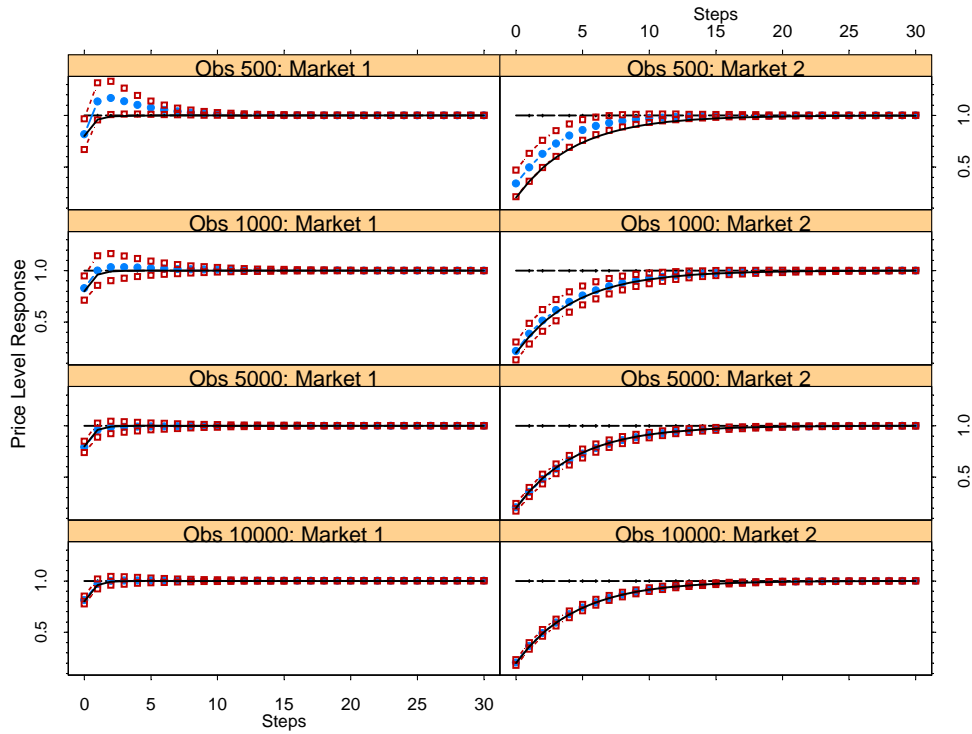 Steps
0 5 10 15 20 25 30
Obs 500: Market 1
Obs 500: Market 2
1.0
0.5
Obs 1000: Market 1
Obs 1000: Market 2
1.0
0.5
Obs 5000: Market 1
Obs 5000: Market 2
1.0
0.5
Obs 10000: Market 1
Obs 10000: Market 2
1.0
0.5
Price Level Response
0 5 10 15 20 25 30
Steps